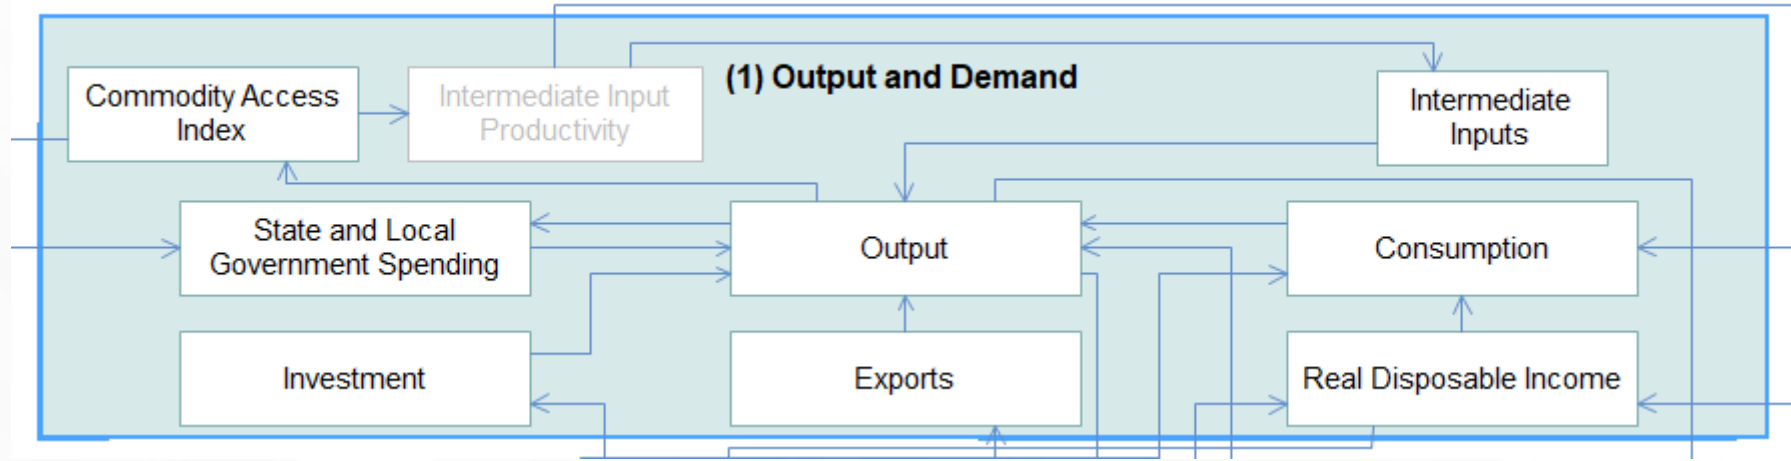 (1) Output and Demand
Commodity Access
Index
Intermediate Input
Productivity
Intermediate
Inputs
State and Local
Government Spending
Output
Consumption
Investment
Exports
Real Disposable Income